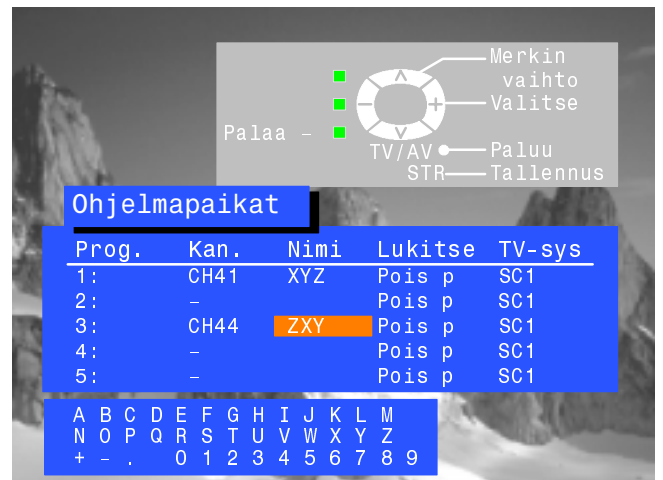 Merkin
vaihto
Valitse
Palaa -
TV/AV Paluu
STR Tallennus
Ohjelmapaikat
Prog. Kan. Nimi Lukitse TV-sys
1: CH41 XYZ Pois p SC1
2: - Pois p SC1
3: CH44 ZXY Pois p SC1
4: - Pois p SC1
5: - Pois p SC1
A B C D E F G H I J K L M
N O P Q R S T U V W X Y Z
+ - . 0 1 2 3 4 5 6 7 8 9